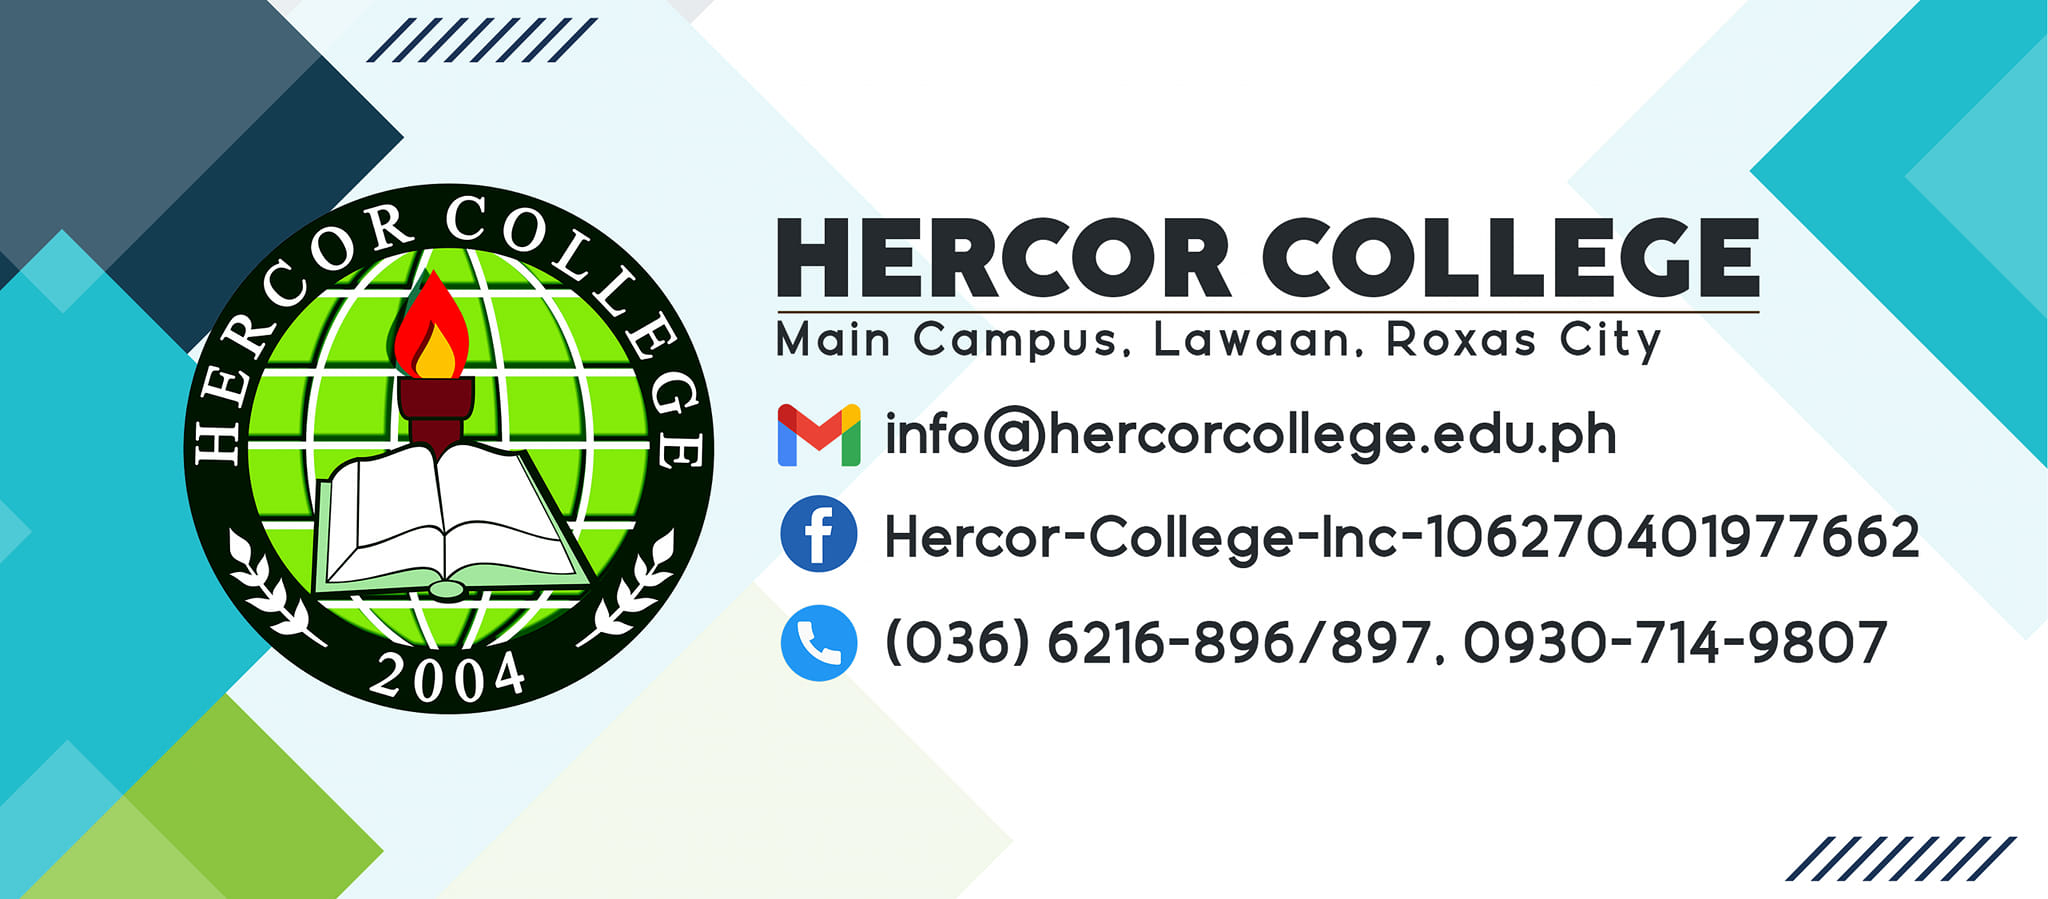 HERCOR COLLEGE
2004
HERCOR COLLEGE
Main Campus, Lawaan, Roxas City
info@hercorcollege.edu.ph
Hercor-College-Inc-106270401977662
(036) 6216-896/897, 0930-714-9807